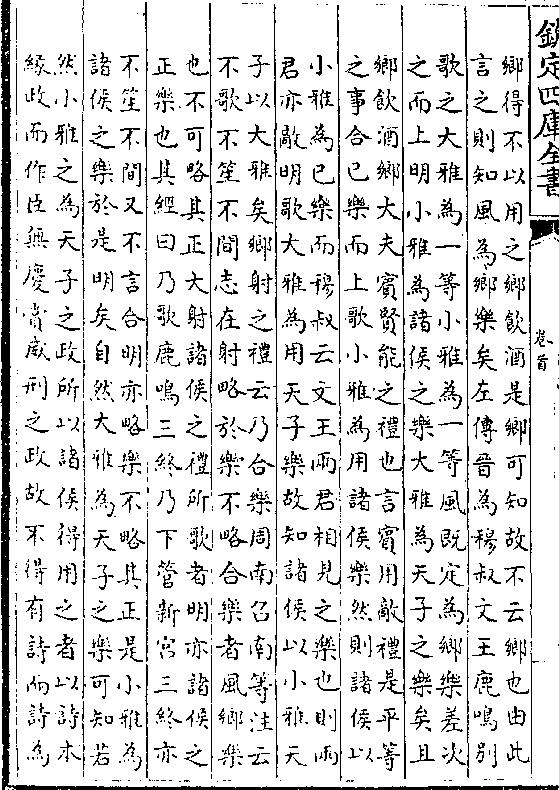 欽定四庫全書
卷首
鄉得不以用之鄉飲酒是鄉可知故不云鄉也由此
言之則知風為鄉樂矣左傳晉為穆叔文王鹿鳴別
歌之大雅為一等小雅為一等風既定為鄉樂差次
之而上明小雅為諸侯之樂大雅為天子之樂矣且
鄉飲酒鄉大夫賓賢能之禮也言賓用敵禮是平等
之事合已樂而上歌小雅為用諸侯樂然則諸侯以
小雅為已樂而穆叔云文王兩君相見之樂也則兩
君亦敵明歌大雅為用天子樂故知諸侯以小雅天
子以大雅矣鄉射之禮云乃合樂周南召南等注云
不歌不笙不間志在射略於樂不略合樂者風鄉樂
也不可略其正大射諸侯之禮所歌者明亦諸侯之
正樂也其經曰乃歌鹿鳴三終乃下管新宮三終亦
不笙不間又不言合明亦略樂不略其正是小雅為
諸侯之樂於是明矣自然大雅為天子之樂可知若
然小雅之為天子之政所以諸侯得用之者以詩本
緣政而作臣無慶賞威刑之政故不得有詩而詩為